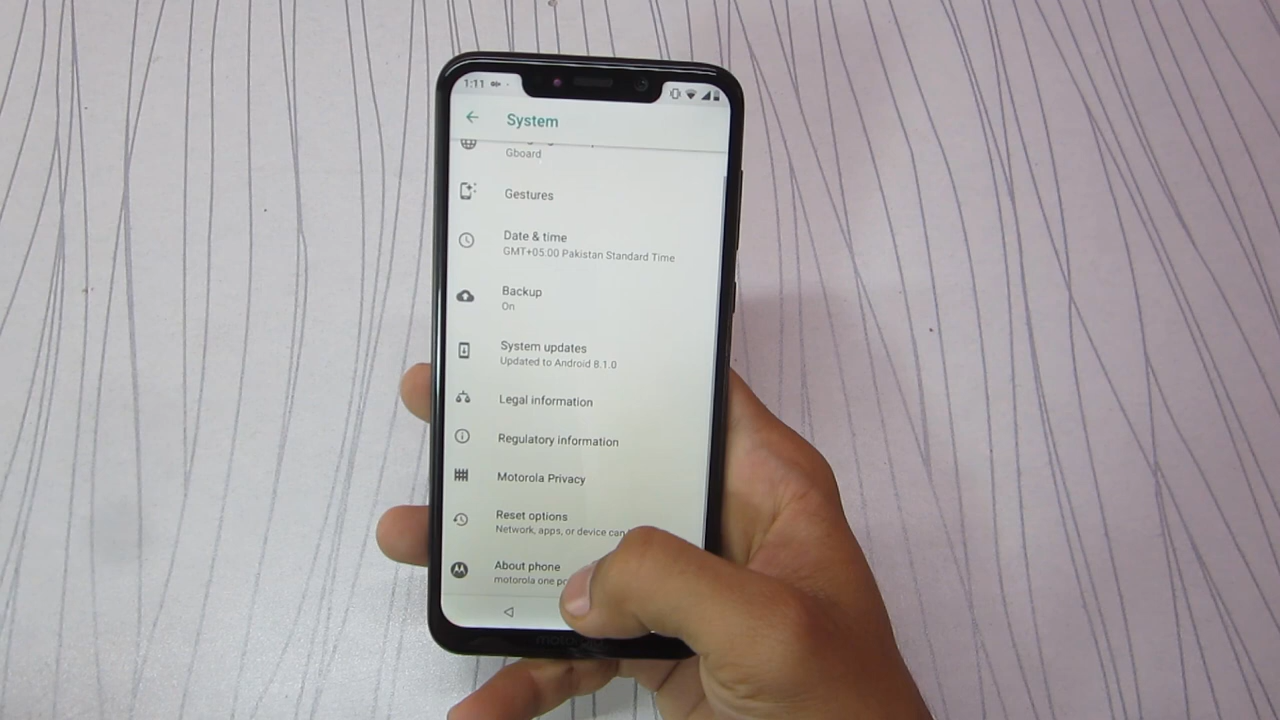 1:11
System
Gboard
Gestures
Date & time
GMT+05:00 Pakistan Standard Time
Backup
On
System updates
Updated to Android 8.1.0
Legal information
Regulatory information
Motorola Privacy
Reset options
Network, apps, or device can
About phone
motorola one